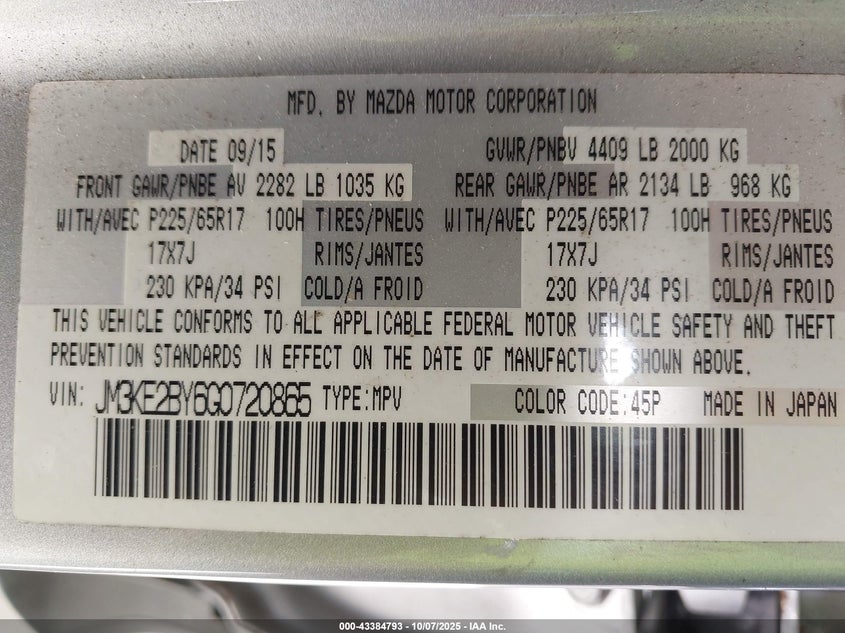 MFD. BY MAZDA MOTOR CORPORATION
DATE 09/15 GVWR/PNBV 4409 LB 2000 KG
FRONT GAWR/PNBE AV 2282 LB 1035 KG REAR GAWR/PNBE AR 2134 LB 968 KG
WITH/AVEC P225/65R17 100H TIRES/PNEUS WITH/AVEC P225/65R17 100H TIRES/PNEUS
17X7J RIMS/JANTES 17X7J RIMS/JANTES
230 KPA/34 PSI COLD/A FROID 230 KPA/34 PSI COLD/A FROID
THIS VEHICLE CONFORMS TO ALL APPLICABLE FEDERAL MOTOR VEHICLE SAFETY AND THEFT
PREVENTION STANDARDS IN EFFECT ON THE DATE OF MANUFACTURE SHOWN ABOVE.
VIN: JM3KE2BY6G0720865 TYPE:MPV COLOR CODE:45P MADE IN JAPAN
000-43384793 - 10/07/2025 - IAA Inc.